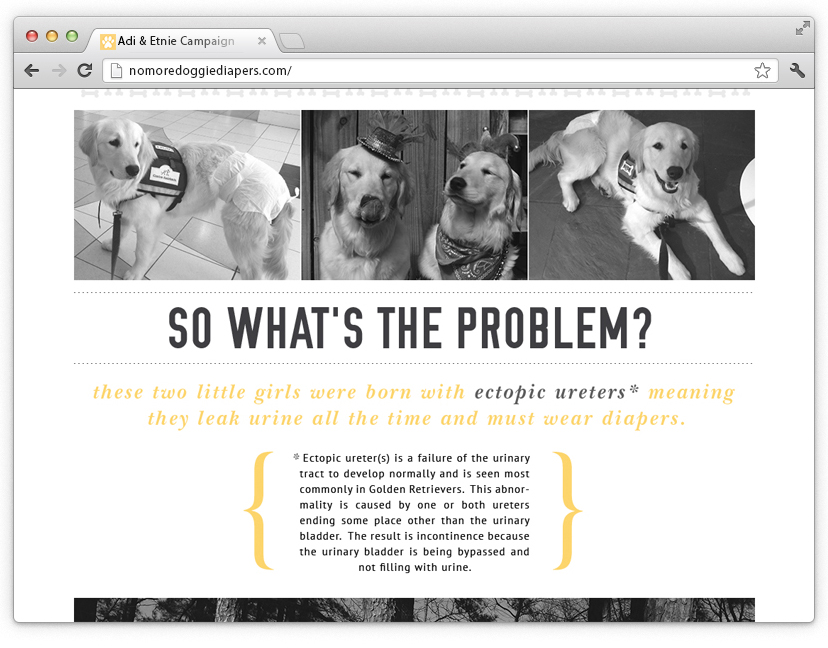 Adi & Etnie Campaign
nomoredoggiediapers.com/
SO WHAT'S THE PROBLEM?
these two little girls were born with ectopic ureters* meaning
they leak urine all the time and must wear diapers.
* Ectopic ureter(s) is a failure of the urinary
tract to develop normally and is seen most
commonly in Golden Retrievers. This abnor-
mality is caused by one or both ureters
ending some place other than the urinary
bladder. The result is incontinence because
the urinary bladder is being bypassed and
not filling with urine.